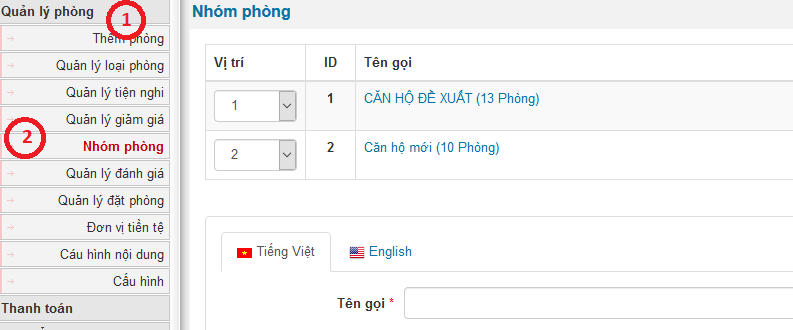 Quản lý phòng
1
Thêm phòng
Quản lý loại phòng
Quản lý tiện nghi
Quản lý giảm giá
2
Nhóm phòng
Quản lý đánh giá
Quản lý đặt phòng
Đơn vị tiền tệ
Cấu hình nội dung
Cấu hình
Thanh toán
Nhóm phòng
Vị trí ID Tên gọi
1 1 CĂN HỘ ĐỀ XUẤT (13 Phòng)
2 2 Căn hộ mới (10 Phòng)
Tiếng Việt English
Tên gọi *